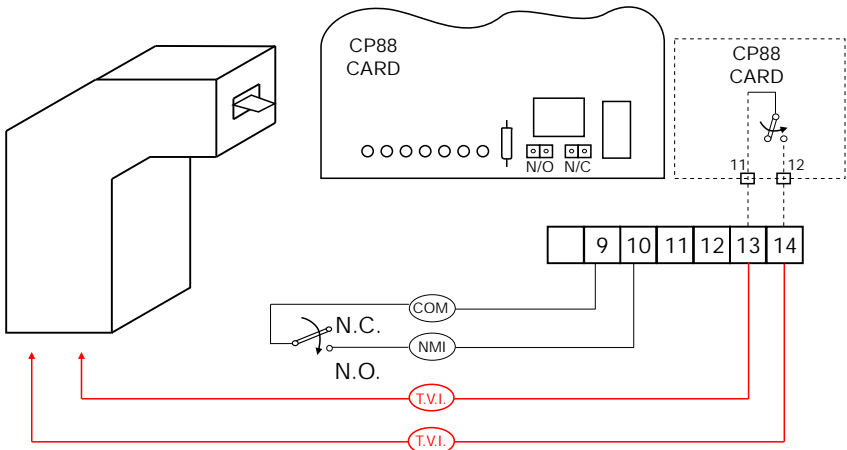 CP88
CARD
N/O N/C
CP88
CARD
11 12
9 10 11 12 13 14
COM
N.C.
NMI
N.O.
T.V.I.
T.V.I.